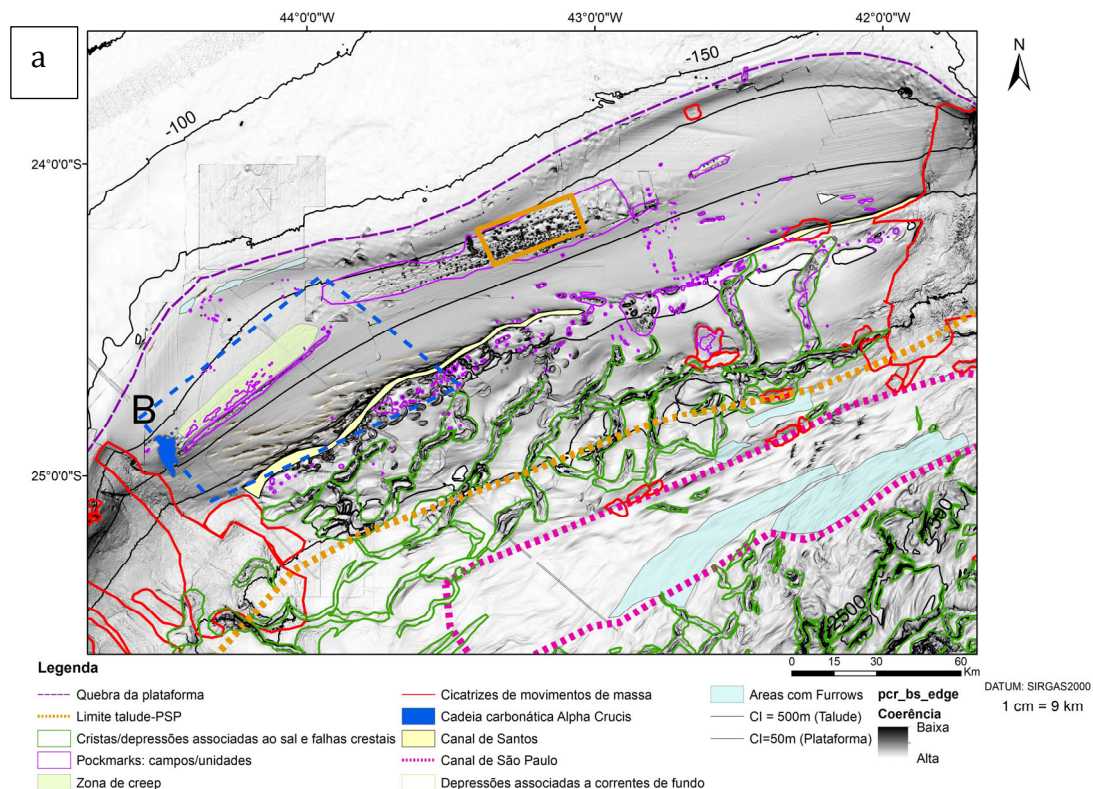 a
44°0'0"W
43°0'0"W
42°0'0"W
N
-150
-100
24°0'0"S
B
25°0'0"S
2500
2500
0 15 30 60
Km
Legenda
Quebra da plataforma
Limite talude-PSP
Cristas/depressões associadas ao sal e falhas crestais
Pockmarks: campos/unidades
Zona de creep
Cicatrizes de movimentos de massa
Cadeia carbonática Alpha Crucis
Canal de Santos
Canal de São Paulo
Depressões associadas a correntes de fundo
Areas com Furrows
CI = 500m (Talude)
CI=50m (Plataforma)
pcr_bs_edge
Coerência
Baixa
Alta
DATUM: SIRGAS2000
1 cm = 9 km